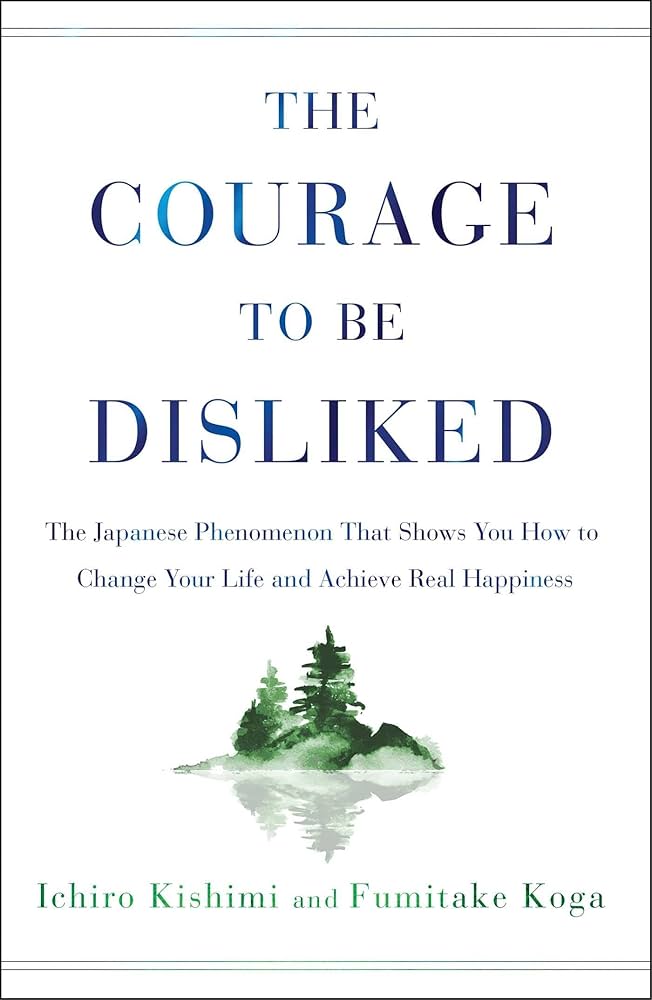 THE
COURAGE
TO BE
DISLIKED
The Japanese Phenomenon That Shows You How to
Change Your Life and Achieve Real Happiness
Ichiro Kishimi and Fumitake Koga